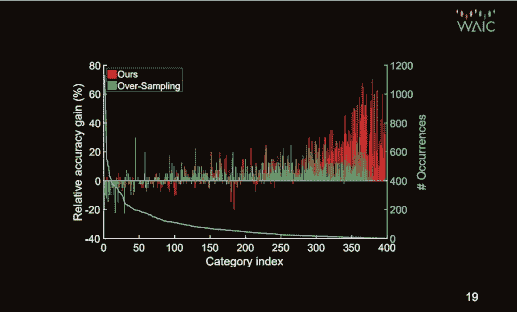 WAIC
80
60
40
20
0
-20
-40
Relative accuracy gain (%)
Ours
Over-Sampling
1200
1000
800
600
400
200
0
# Occurrences
0 50 100 150 200 250 300 350 400
Category index
19